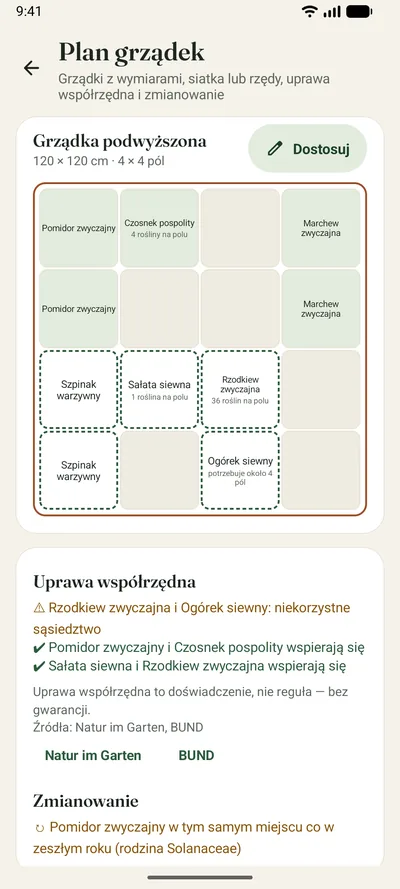 9:41
Plan grządek
Grządki z wymiarami, siatka lub rzędy, uprawa
współrzędna i zmianowanie
Grządka podwyższona
120 × 120 cm · 4 × 4 pól
Dostosuj
Pomidor zwyczajny
Czosnek pospolity
4 rośliny na polu
Marchew
zwyczajna
Pomidor zwyczajny
Marchew
zwyczajna
Szpinak
warzywny
Sałata siewna
1 roślina na polu
Rzodkiew
zwyczajna
36 roślin na polu
Szpinak
warzywny
Ogórek siewny
potrzebuje około 4
pól
Uprawa współrzędna
⚠ Rzodkiew zwyczajna i Ogórek siewny: niekorzystne
sąsiedztwo
✔ Pomidor zwyczajny i Czosnek pospolity wspierają się
✔ Sałata siewna i Rzodkiew zwyczajna wspierają się
Uprawa współrzędna to doświadczenie, nie reguła — bez
gwarancji.
Źródła: Natur im Garten, BUND
Natur im Garten
BUND
Zmianowanie
↻ Pomidor zwyczajny w tym samym miejscu co w
zeszłym roku (rodzina Solanaceae)